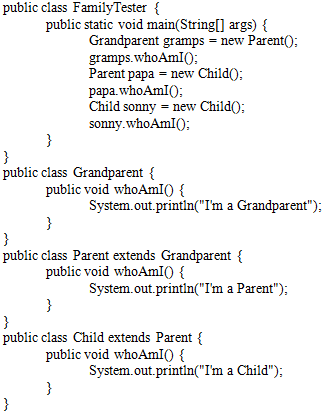 public class FamilyTester {
public static void main(String[] args) {
Grandparent gramps = new Parent();
gramps.whoAmI();
Parent papa = new Child();
papa.whoAmI();
Child sonny = new Child();
sonny.whoAmI();
}
}
public class Grandparent {
public void whoAmI() {
System.out.println("I'm a Grandparent");
}
}
public class Parent extends Grandparent {
public void whoAmI() {
System.out.println("I'm a Parent");
}
}
public class Child extends Parent {
public void whoAmI() {
System.out.println("I'm a Child");
}
}